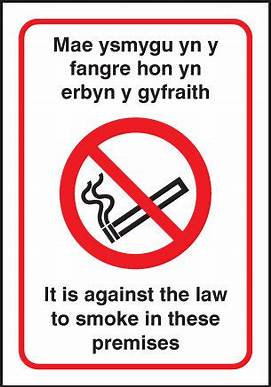 Mae ysmygu yn y
fangre hon yn
erbyn y gyfraith
It is against the law
to smoke in these
premises